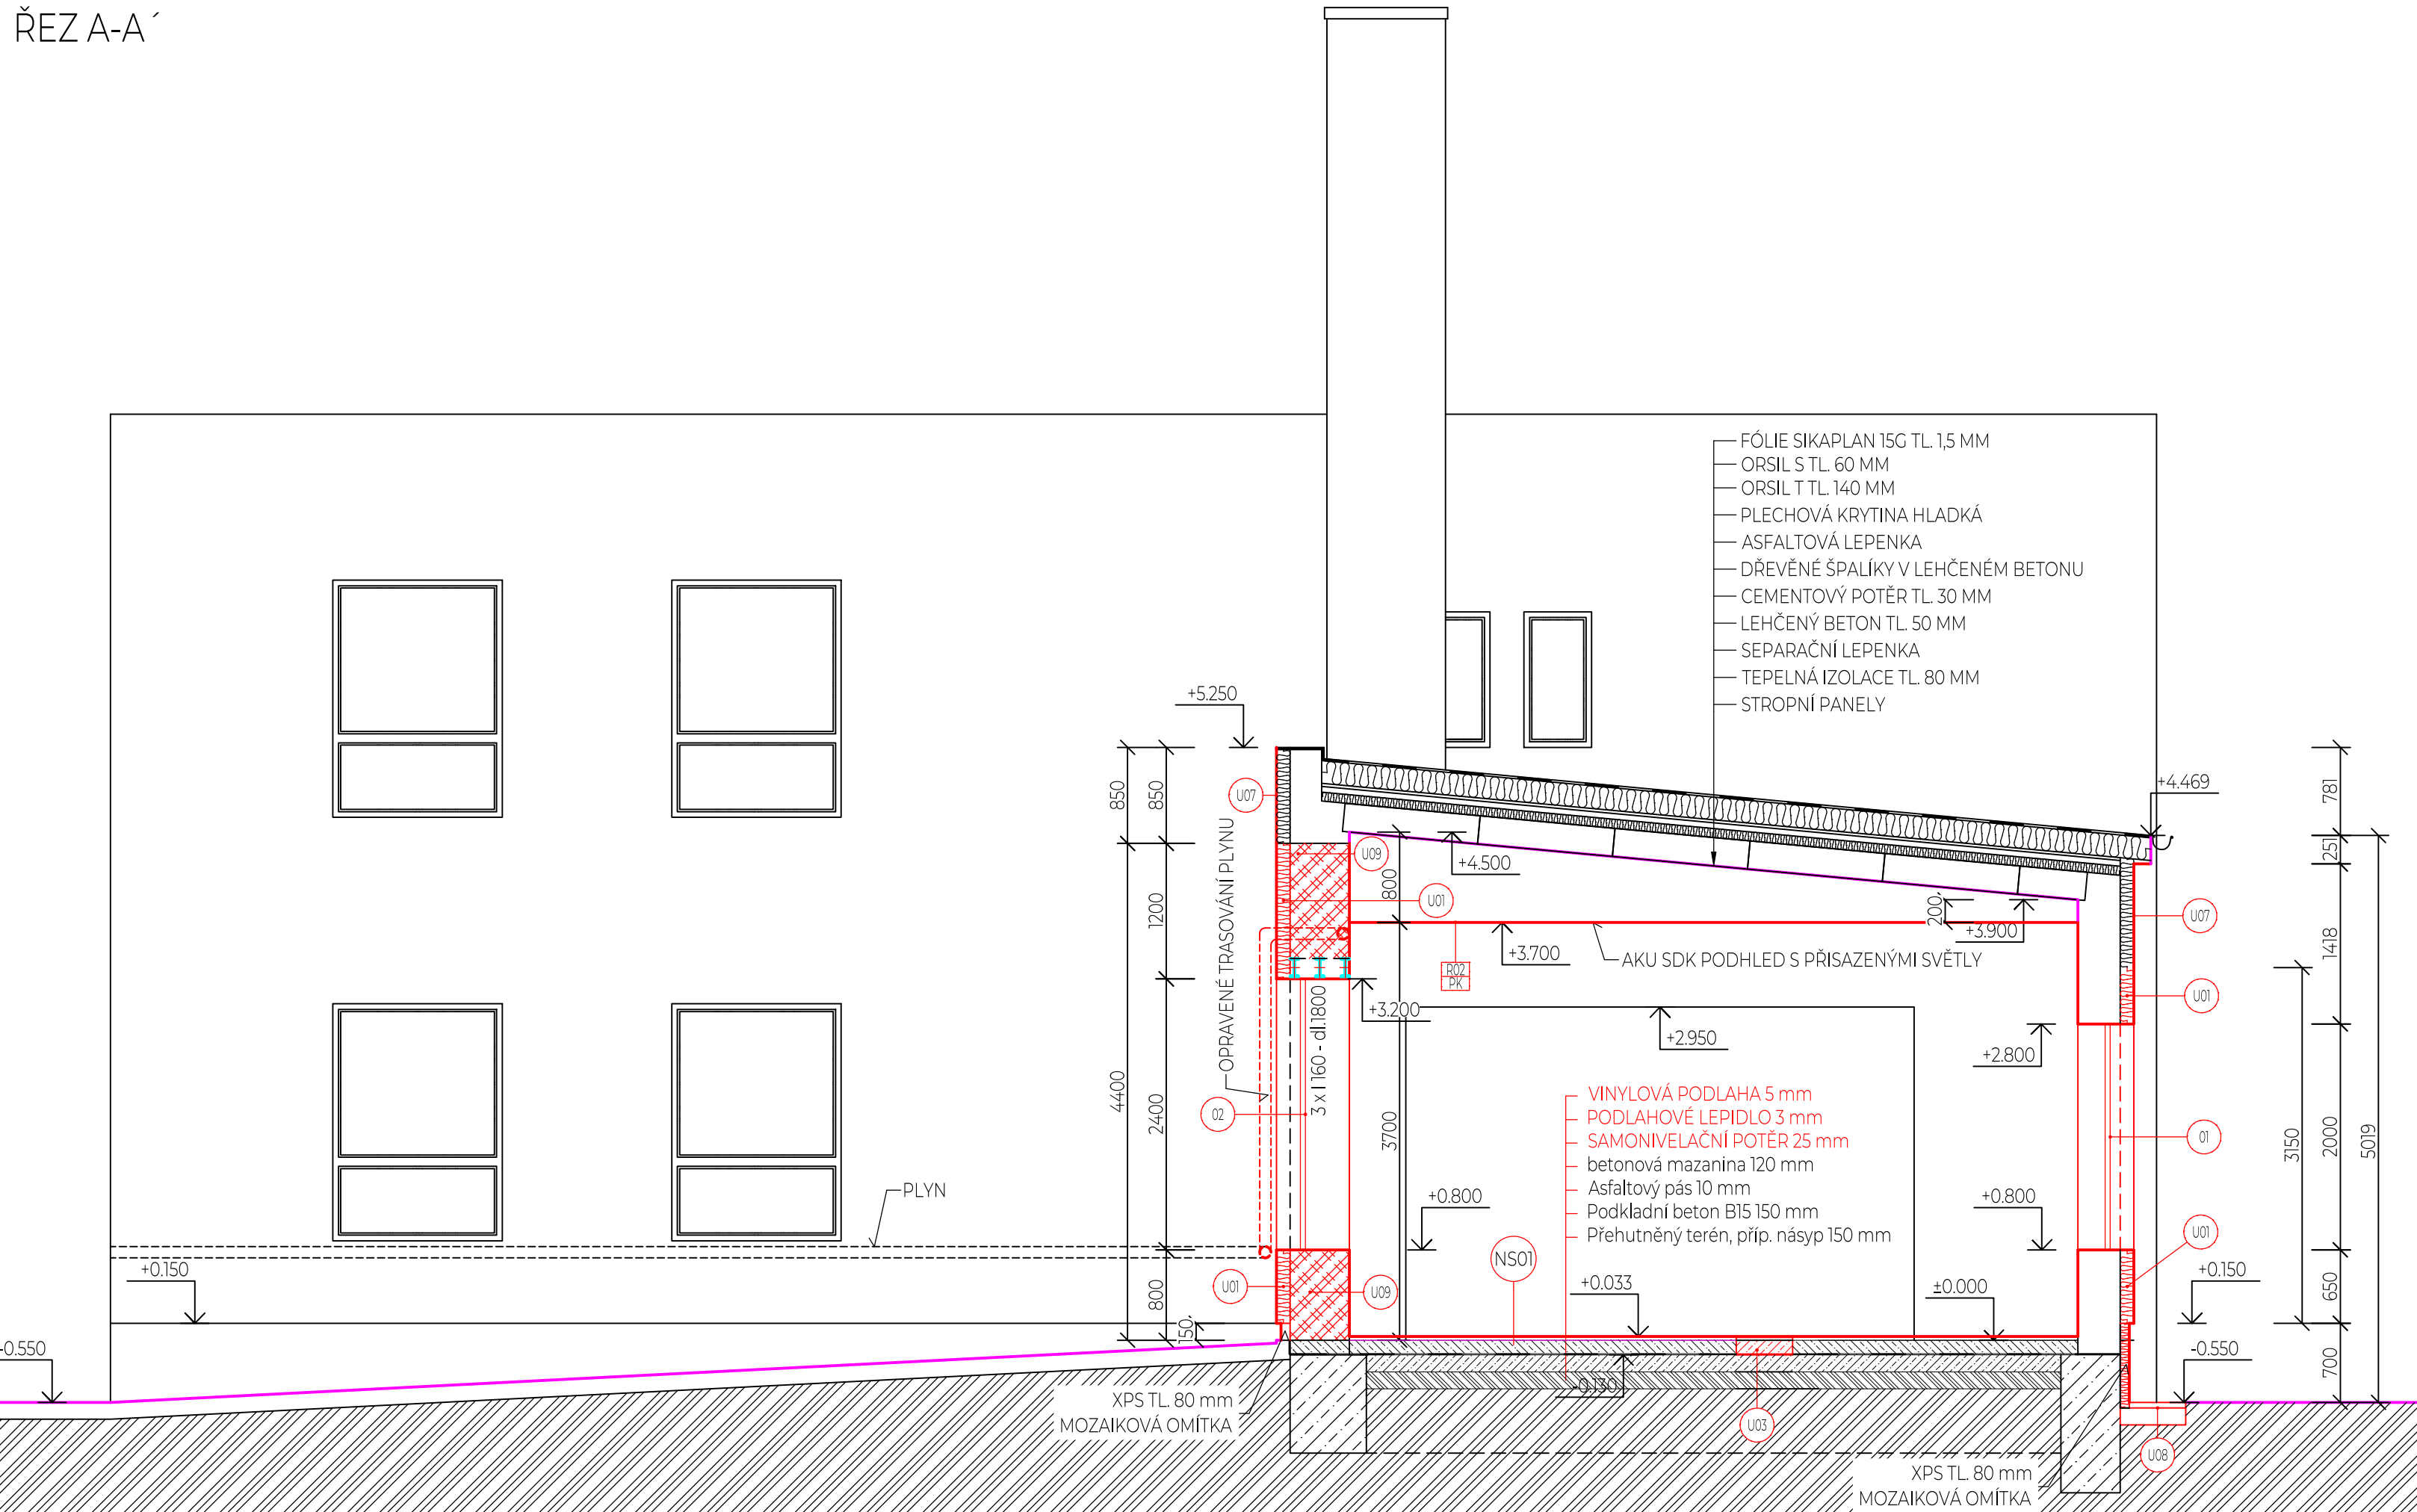 ŘEZ A-A´
FÓLIE SIKAPLAN 15G TL. 1,5 MM
ORSIL S TL. 60 MM
ORSIL T TL. 140 MM
PLECHOVÁ KRYTINA HLADKÁ
ASFALTOVÁ LEPENKA
DŘEVĚNÉ ŠPALÍKY V LEHČENÉM BETONU
CEMENTOVÝ POTĚR TL. 30 MM
LEHČENÝ BETON TL. 50 MM
SEPARAČNÍ LEPENKA
TEPELNÁ IZOLACE TL. 80 MM
STROPNÍ PANELY
+5.250
+4.469
781
251
850
850
U07
U09
+4.500
800
U01
1200
OPRAVENÉ TRASOVÁNÍ PLYNU
200
+3.900
+3.700
AKU SDK PODHLED S PŘISAZENÝMI SVĚTLY
R02
PK
U07
1418
U01
+3.200
3 x I 160 - dl.1800
+2.950
+2.800
4400
2400
02
3700
VINYLOVÁ PODLAHA 5 mm
PODLAHOVÉ LEPIDLO 3 mm
SAMONIVELAČNÍ POTĚR 25 mm
betonová mazanina 120 mm
Asfaltový pás 10 mm
Podkladní beton B15 150 mm
Přehutněný terén, příp. násyp 150 mm
01
3150
2000
5019
PLYN
+0.800
+0.800
U01
NS01
+0.150
U01
U09
+0.033
±0.000
+0.150
800
650
150
-0.550
-0.550
700
-0.130
XPS TL. 80 mm
MOZAIKOVÁ OMÍTKA
U03
U08
XPS TL. 80 mm
MOZAIKOVÁ OMÍTKA